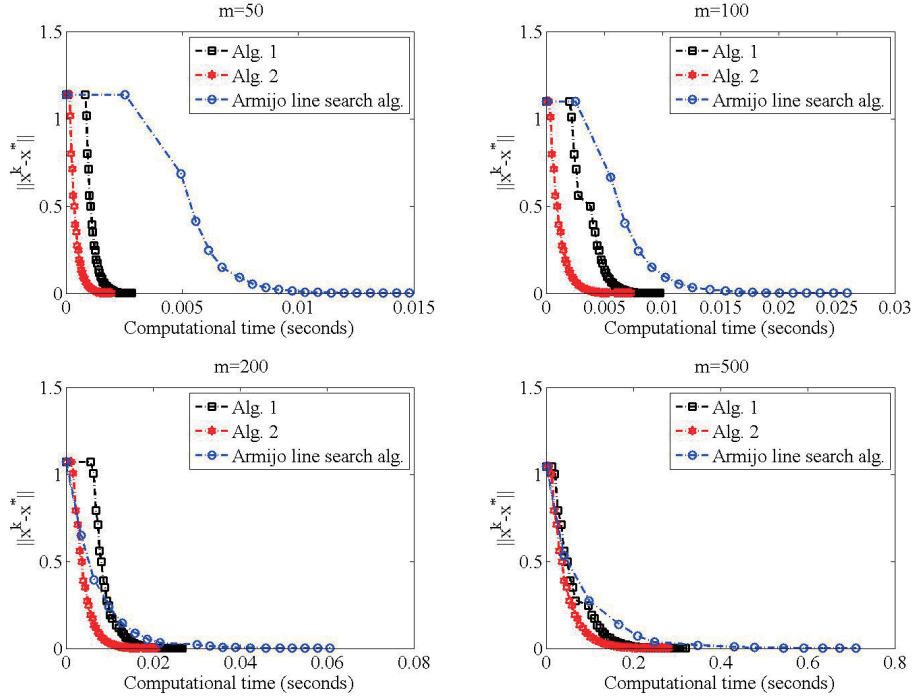 m=50
1.5
1
0.5
0
||x^k-x^*||
Alg. 1
Alg. 2
Armijo line search alg.
0 0.005 0.01 0.015
Computational time (seconds)
m=100
1.5
1
0.5
0
||x^k-x^*||
Alg. 1
Alg. 2
Armijo line search alg.
0 0.005 0.01 0.015 0.02 0.025 0.03
Computational time (seconds)
m=200
1.5
1
0.5
0
||x^k-x^*||
Alg. 1
Alg. 2
Armijo line search alg.
0 0.02 0.04 0.06 0.08
Computational time (seconds)
m=500
1.5
1
0.5
0
||x^k-x^*||
Alg. 1
Alg. 2
Armijo line search alg.
0 0.2 0.4 0.6 0.8
Computational time (seconds)